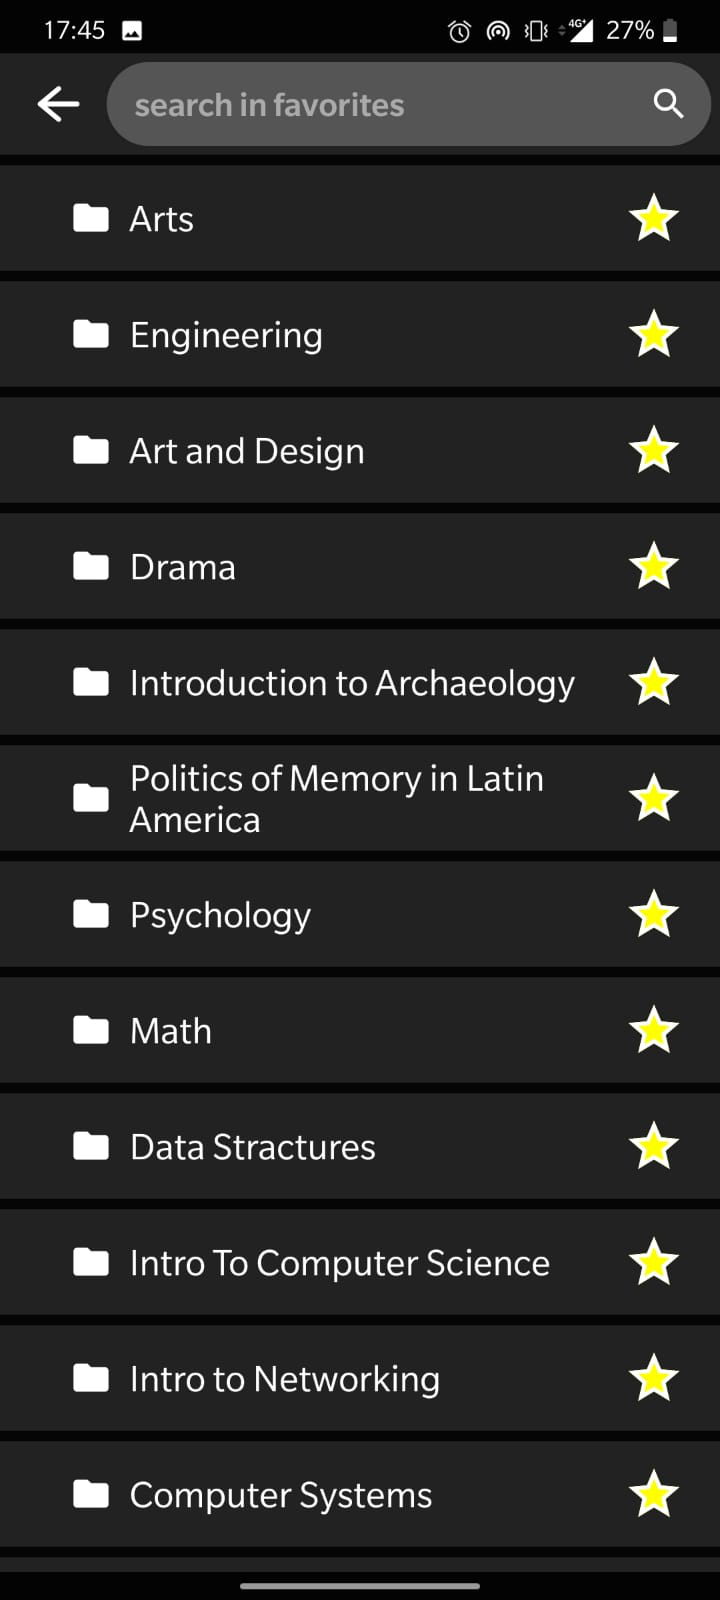 17:45 4G+ 27%
search in favorites
Arts
Engineering
Art and Design
Drama
Introduction to Archaeology
Politics of Memory in Latin
America
Psychology
Math
Data Stractures
Intro To Computer Science
Intro to Networking
Computer Systems